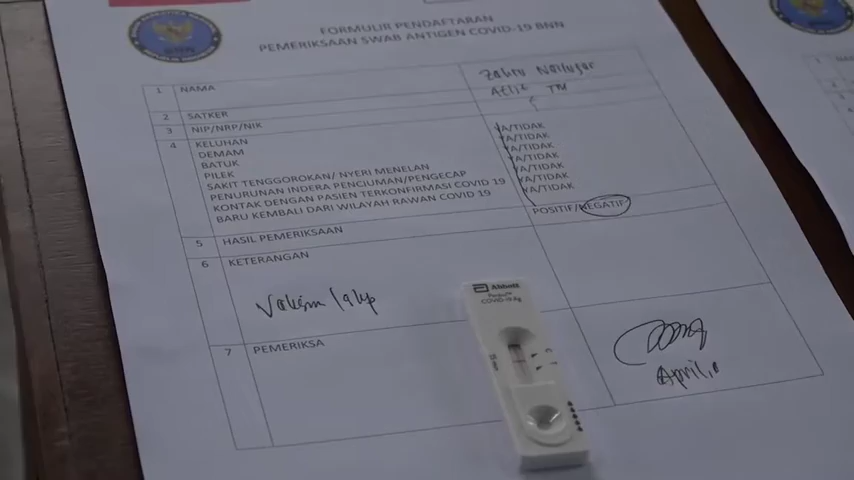 FORMULIR PENDAFTARAN
PEMERIKSAAN SWAB ANTIGEN COVID-19 BNN
1 NAMA
2 SATKER
3 NIP/NRP/NIK
4 KELUHAN YA/TIDAK
DEMAM YA/TIDAK
BATUK YA/TIDAK
PILEK YA/TIDAK
SAKIT TENGGOROKAN/ NYERI MENELAN YA/TIDAK
PENURUNAN INDERA PENCIUMAN/PENGECAP YA/TIDAK
KONTAK DENGAN PASIEN TERKONFIRMASI COVID 19 YA/TIDAK
BARU KEMBALI DARI WILAYAH RAWAN COVID 19
5 HASIL PEMERIKSAAN POSITIF/NEGATIF
6 KETERANGAN
7 PEMERIKSA
Abbott
Panbio™
COVID-19 Ag